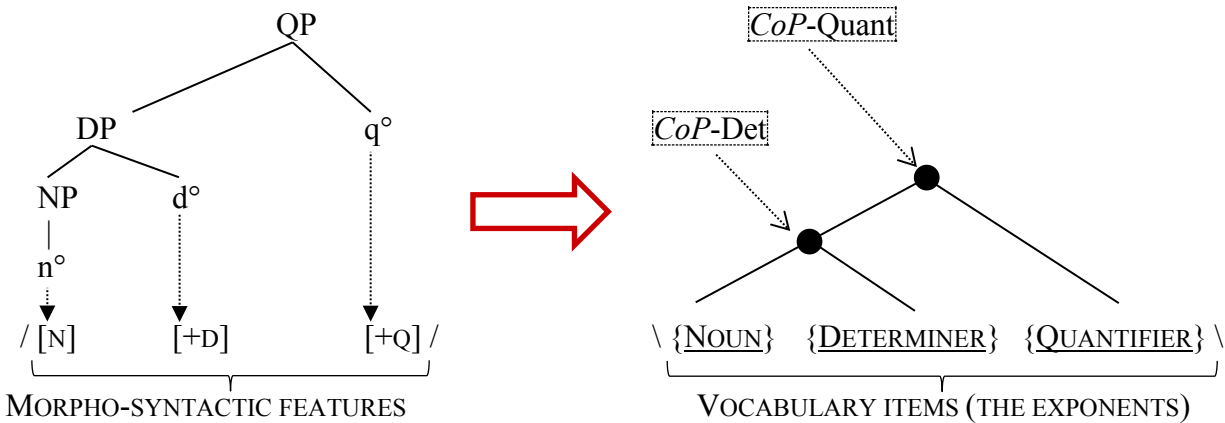 QP
CoP-Quant
DP
q°
CoP-Det
NP
d°
n°
/ [N] [+D] [+Q] /
\ {NOUN} {DETERMINER} {QUANTIFIER} \
MORPHO-SYNTACTIC FEATURES
VOCABULARY ITEMS (THE EXPONENTS)